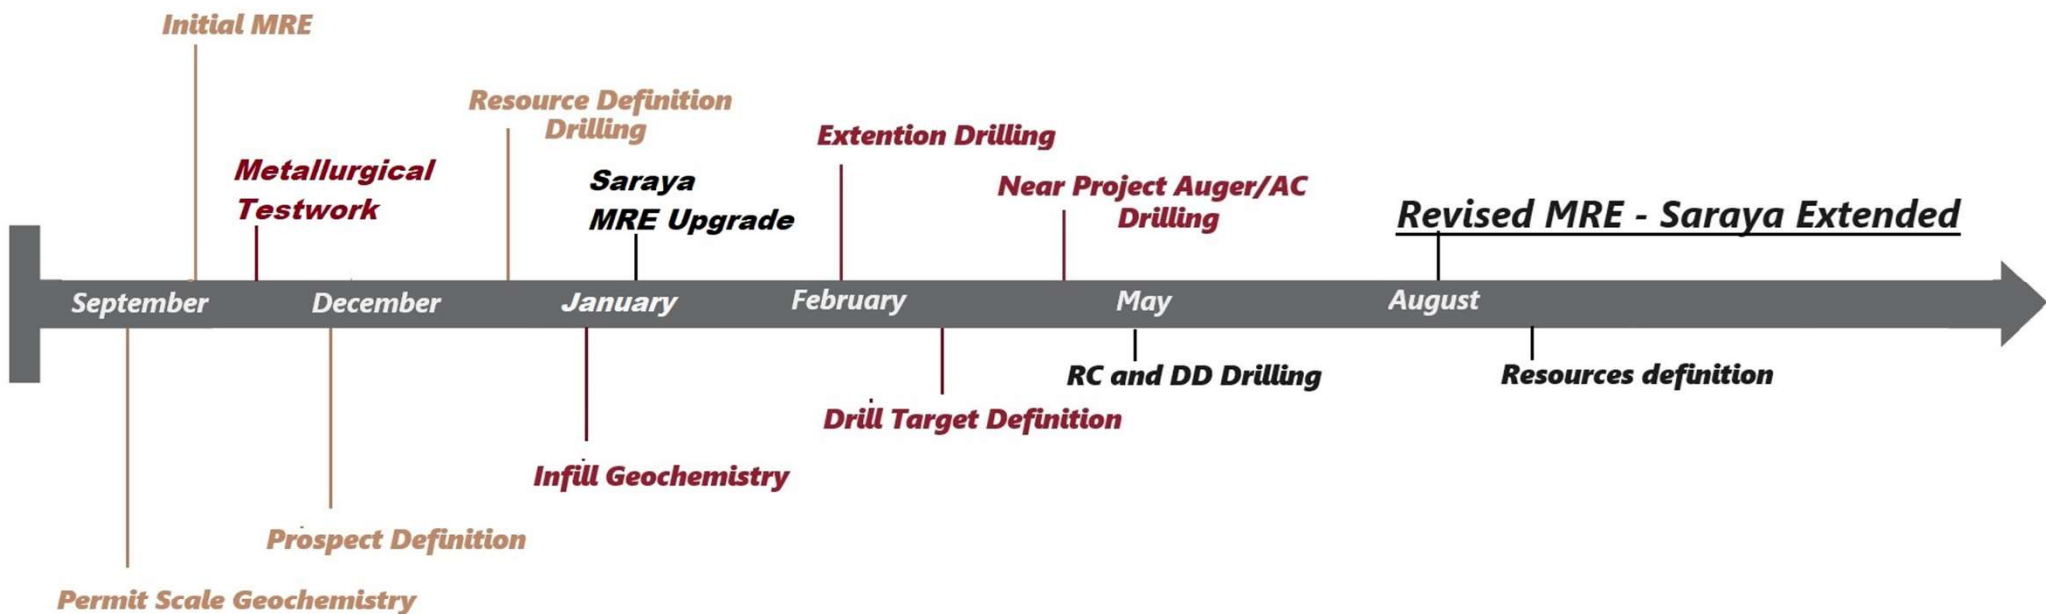 Initial MRE
Resource Definition
Drilling
Extention Drilling
Metallurgical
Testwork
Saraya
MRE Upgrade
Near Project Auger/AC
Drilling
Revised MRE - Saraya Extended
September
December
January
February
May
August
RC and DD Drilling
Resources definition
Drill Target Definition
Infill Geochemistry
Prospect Definition
Permit Scale Geochemistry